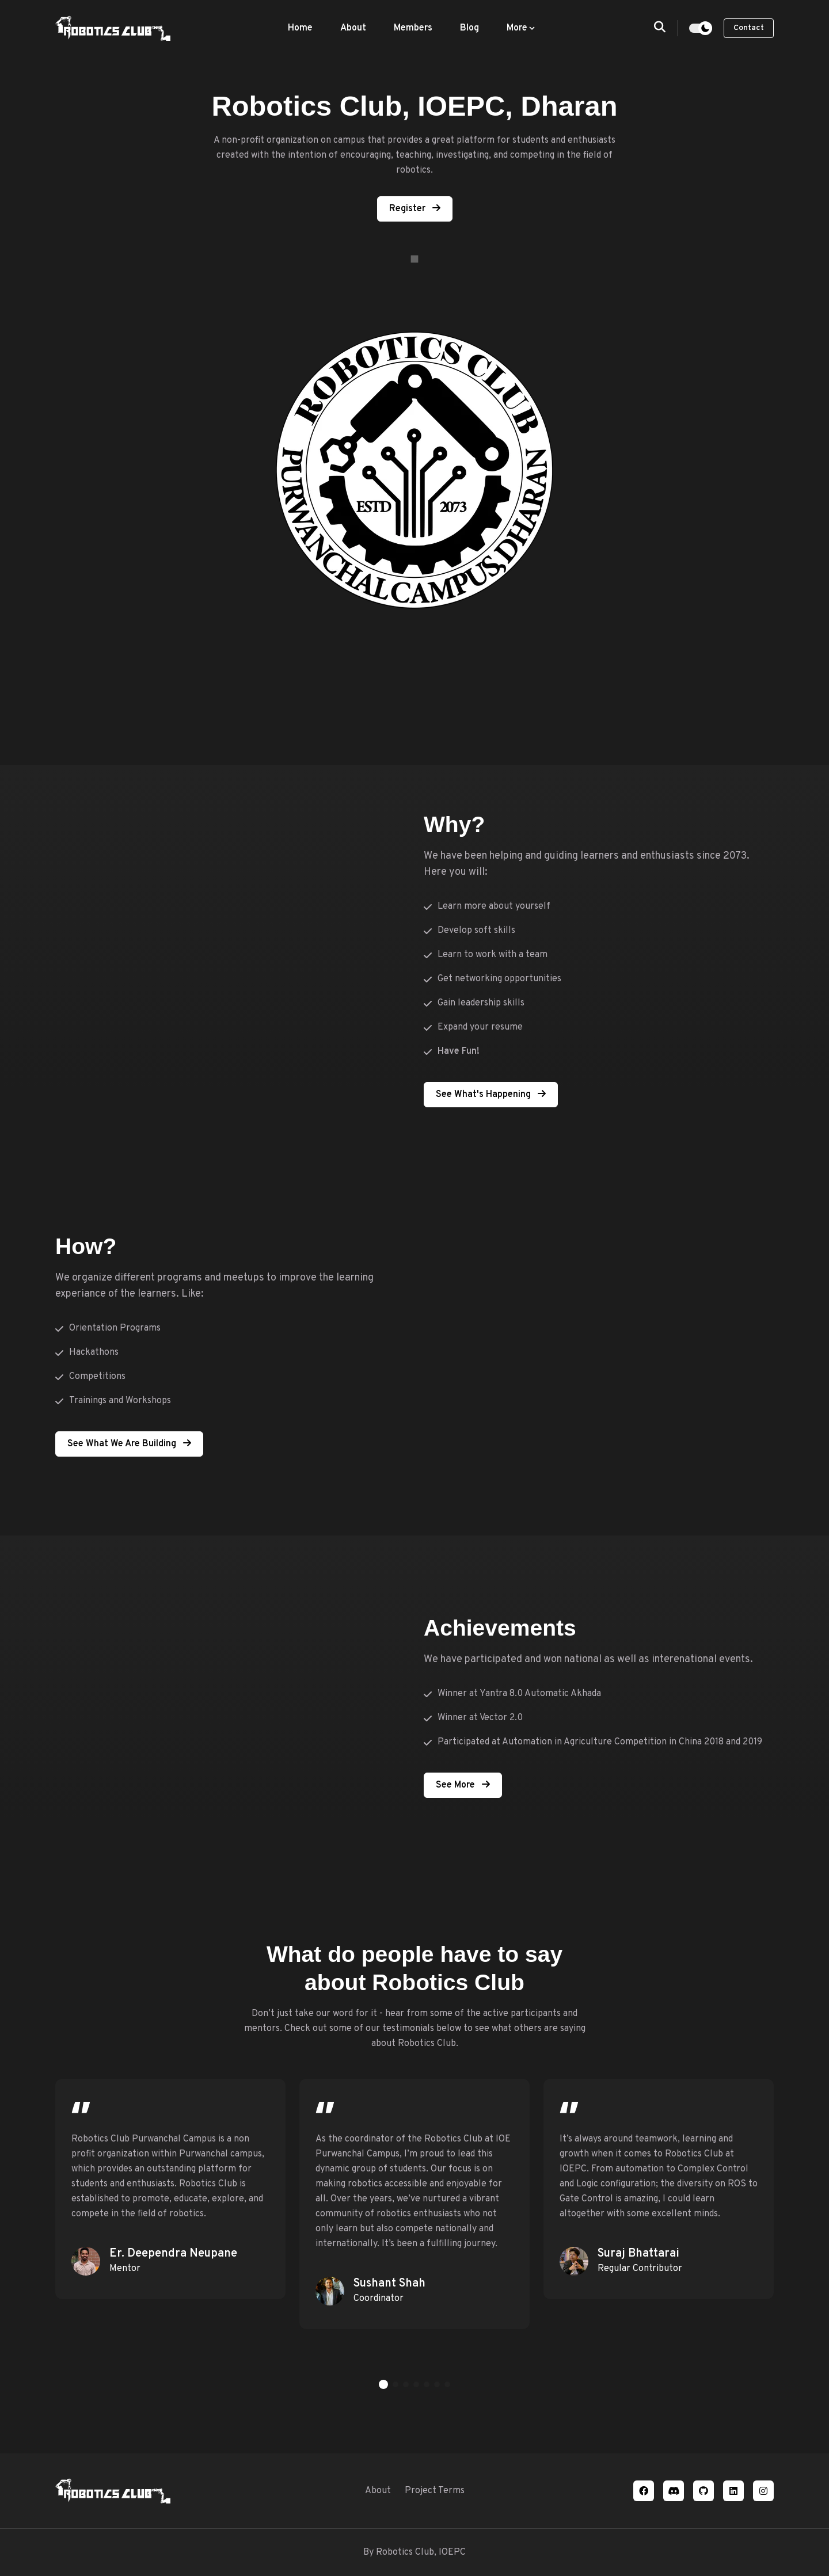 ROBOTICS CLUB
Home About Members Blog More
Contact
Robotics Club, IOEPC, Dharan
A non-profit organization on campus that provides a great platform for students and enthusiasts
created with the intention of encouraging, teaching, investigating, and competing in the field of
robotics.
Register
ROBOTICS CLUB
ESTD 2073
PURWANCHAL CAMPUS DHARAN
Why?
We have been helping and guiding learners and enthusiasts since 2073.
Here you will:
Learn more about yourself
Develop soft skills
Learn to work with a team
Get networking opportunities
Gain leadership skills
Expand your resume
Have Fun!
See What's Happening
How?
We organize different programs and meetups to improve the learning
experiance of the learners. Like:
Orientation Programs
Hackathons
Competitions
Trainings and Workshops
See What We Are Building
Achievements
We have participated and won national as well as interenational events.
Winner at Yantra 8.0 Automatic Akhada
Winner at Vector 2.0
Participated at Automation in Agriculture Competition in China 2018 and 2019
See More
What do people have to say
about Robotics Club
Don't just take our word for it - hear from some of the active participants and
mentors. Check out some of our testimonials below to see what others are saying
about Robotics Club.
Robotics Club Purwanchal Campus is a non
profit organization within Purwanchal campus,
which provides an outstanding platform for
students and enthusiasts. Robotics Club is
established to promote, educate, explore, and
compete in the field of robotics.
Er. Deependra Neupane
Mentor
As the coordinator of the Robotics Club at IOE
Purwanchal Campus, I'm proud to lead this
dynamic group of students. Our focus is on
making robotics accessible and enjoyable for
all. Over the years, we've nurtured a vibrant
community of robotics enthusiasts who not
only learn but also compete nationally and
internationally. It's been a fulfilling journey.
Sushant Shah
Coordinator
It's always around teamwork, learning and
growth when it comes to Robotics Club at
IOEPC. From automation to Complex Control
and Logic configuration; the diversity on ROS to
Gate Control is amazing, I could learn
altogether with some excellent minds.
Suraj Bhattarai
Regular Contributor
ROBOTICS CLUB
About Project Terms
By Robotics Club, IOEPC